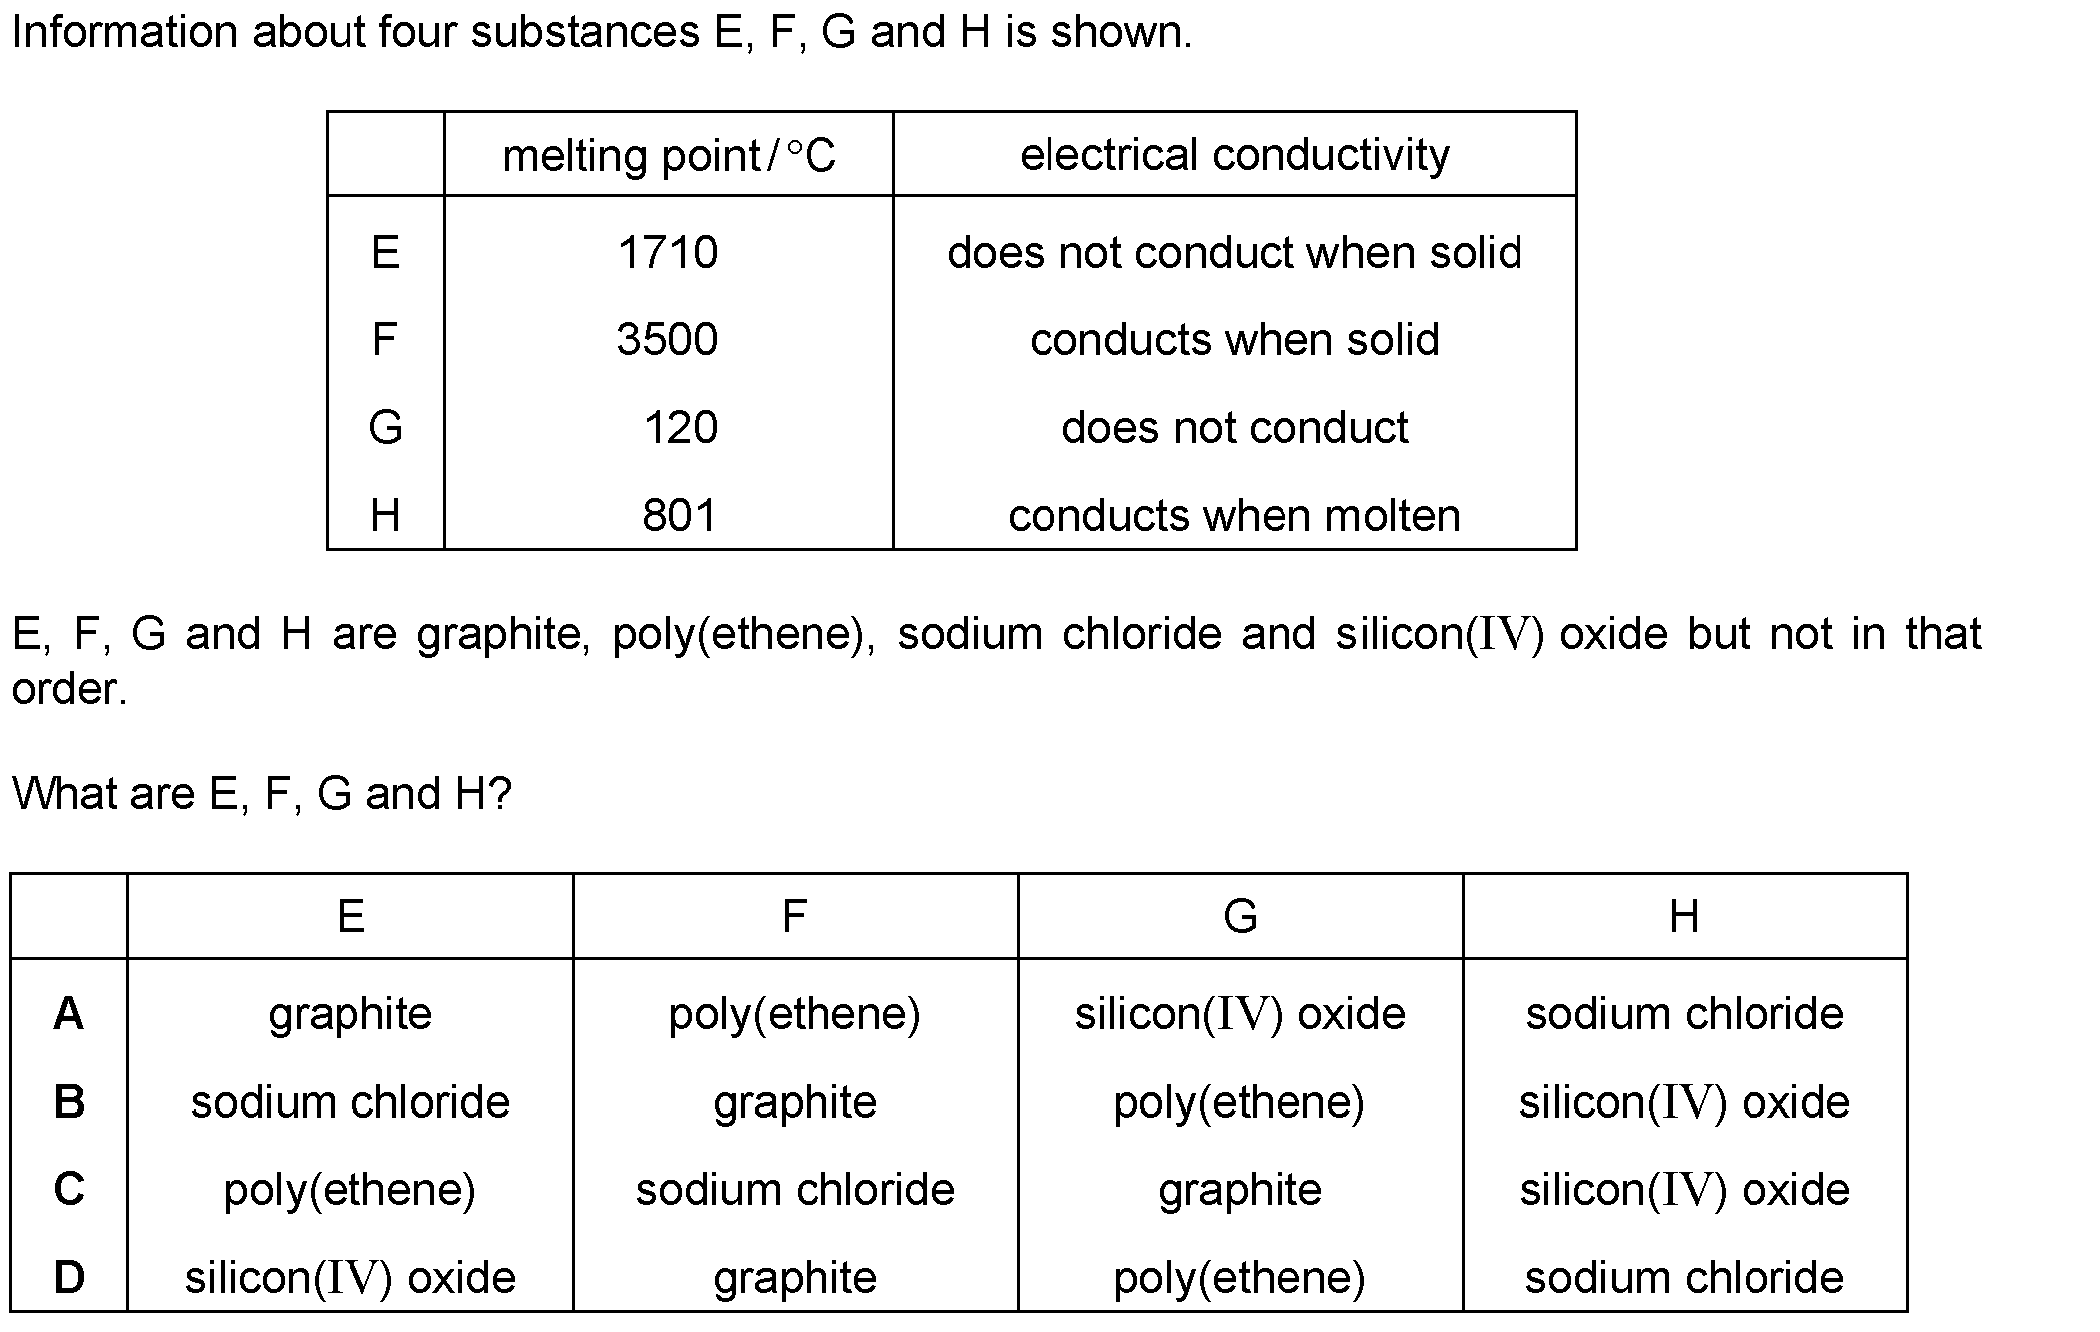 Information about four substances E, F, G and H is shown.
melting point / °C electrical conductivity
E 1710 does not conduct when solid
F 3500 conducts when solid
G 120 does not conduct
H 801 conducts when molten
E, F, G and H are graphite, poly(ethene), sodium chloride and silicon(IV) oxide but not in that
order.
What are E, F, G and H?
E F G H
A graphite poly(ethene) silicon(IV) oxide sodium chloride
B sodium chloride graphite poly(ethene) silicon(IV) oxide
C poly(ethene) sodium chloride graphite silicon(IV) oxide
D silicon(IV) oxide graphite poly(ethene) sodium chloride